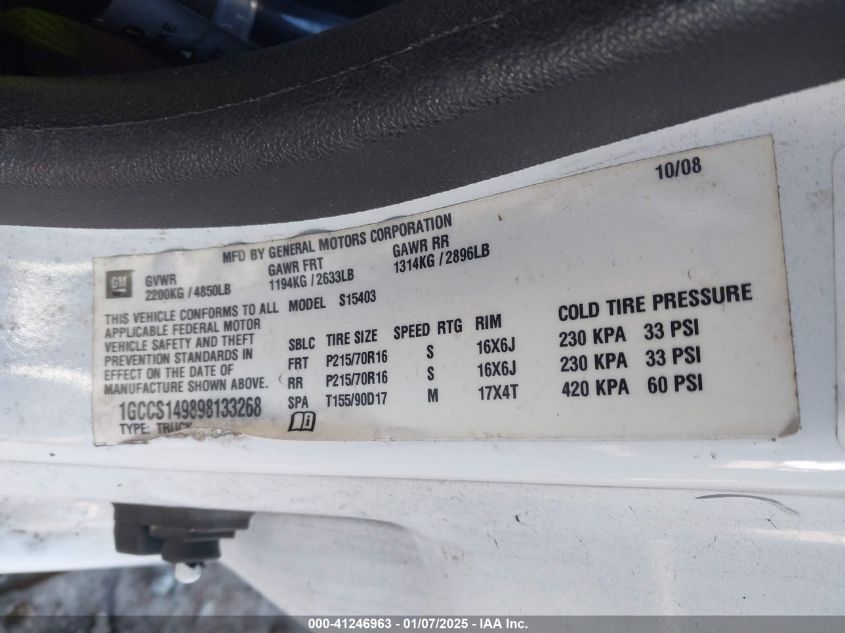 10/08
MFD BY GENERAL MOTORS CORPORATION
GM
GVWR GAWR FRT GAWR RR
2200KG / 4850LB 1194KG / 2633LB 1314KG / 2896LB
THIS VEHICLE CONFORMS TO ALL
APPLICABLE FEDERAL MOTOR
VEHICLE SAFETY AND THEFT
PREVENTION STANDARDS IN
EFFECT ON THE DATE OF
MANUFACTURE SHOWN ABOVE.
1GCCS149898133268
TYPE: TRUCK
MODEL S15403
SBLC TIRE SIZE SPEED RTG RIM COLD TIRE PRESSURE
FRT P215/70R16 S 16X6J 230 KPA 33 PSI
RR P215/70R16 S 16X6J 230 KPA 33 PSI
SPA T155/90D17 M 17X4T 420 KPA 60 PSI
000-41246963 - 01/07/2025 - IAA Inc.